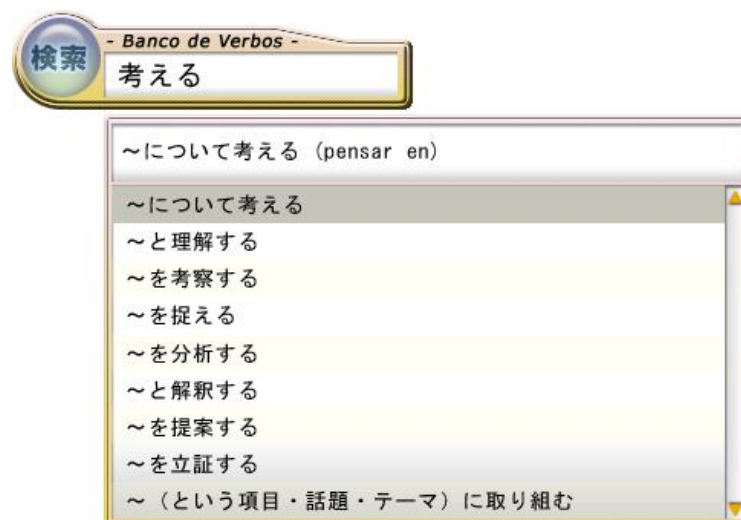 検索
- Banco de Verbos -
考える
～について考える (pensar en)
～について考える
～と理解する
～を考察する
～を捉える
～を分析する
～と解釈する
～を提案する
～を立証する
～（という項目・話題・テーマ）に取り組む